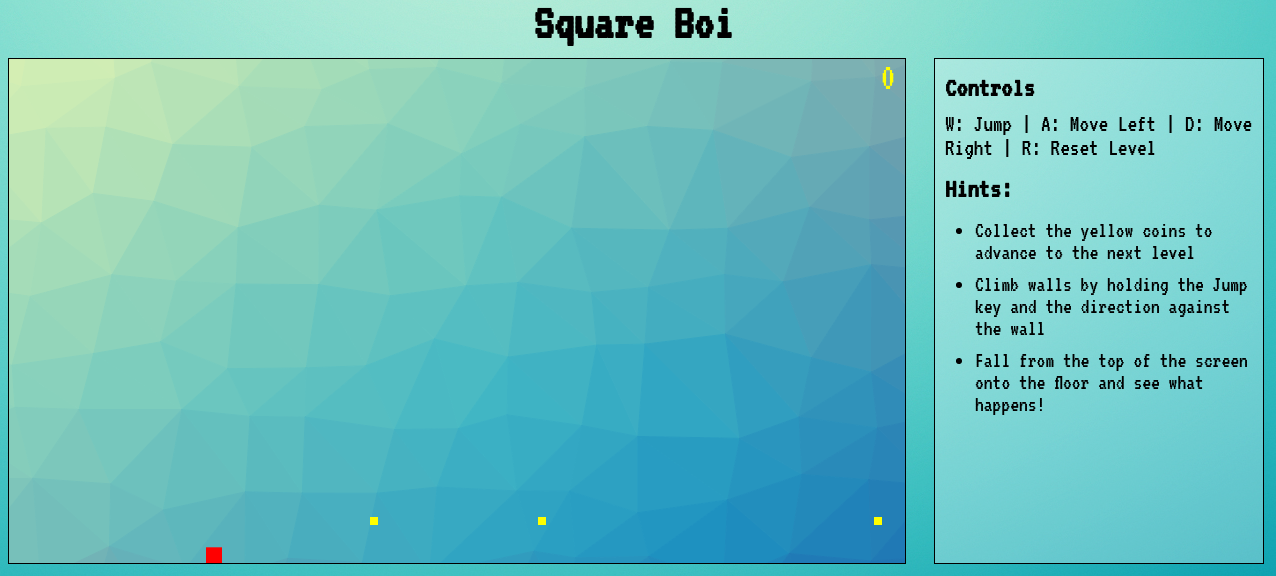 Square Boi
0
Controls
W: Jump | A: Move Left | D: Move
Right | R: Reset Level
Hints:
• Collect the yellow coins to
advance to the next level
• Climb walls by holding the Jump
key and the direction against
the wall
• Fall from the top of the screen
onto the floor and see what
happens!